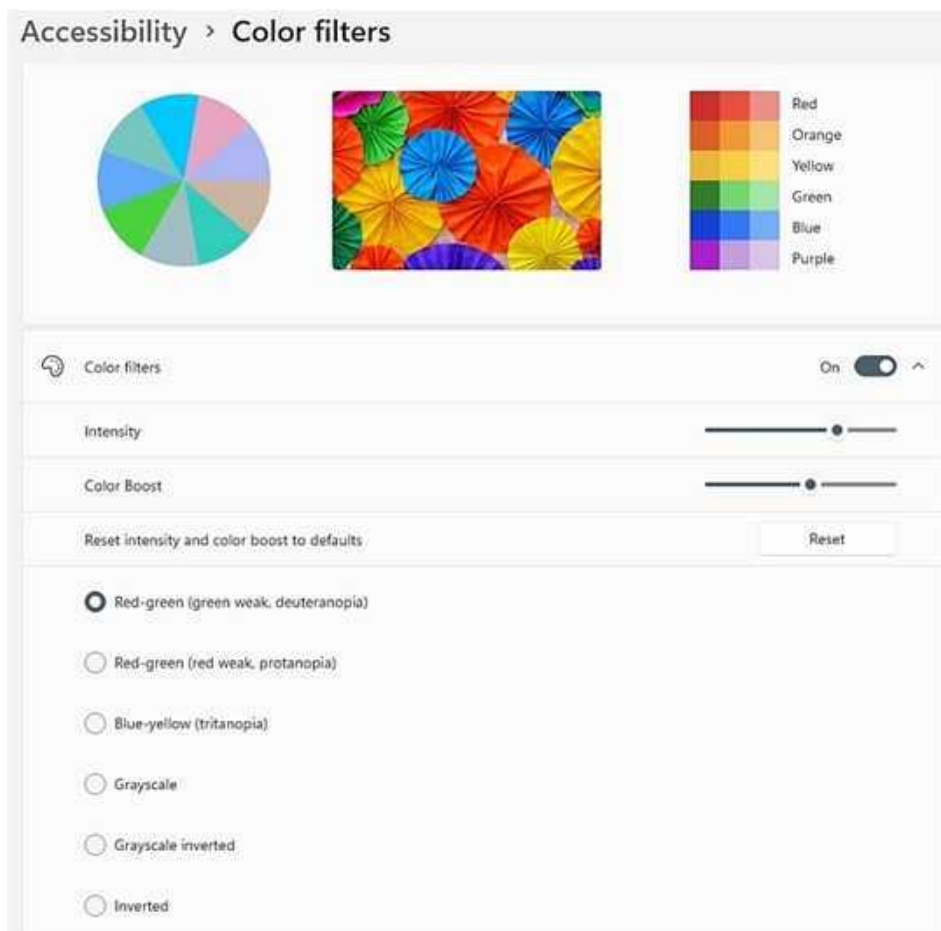 Accessibility > Color filters
Red
Orange
Yellow
Green
Blue
Purple
Color filters On
Intensity
Color Boost
Reset intensity and color boost to defaults Reset
Red-green (green weak, deuteranopia)
Red-green (red weak, protanopia)
Blue-yellow (tritanopia)
Grayscale
Grayscale inverted
Inverted